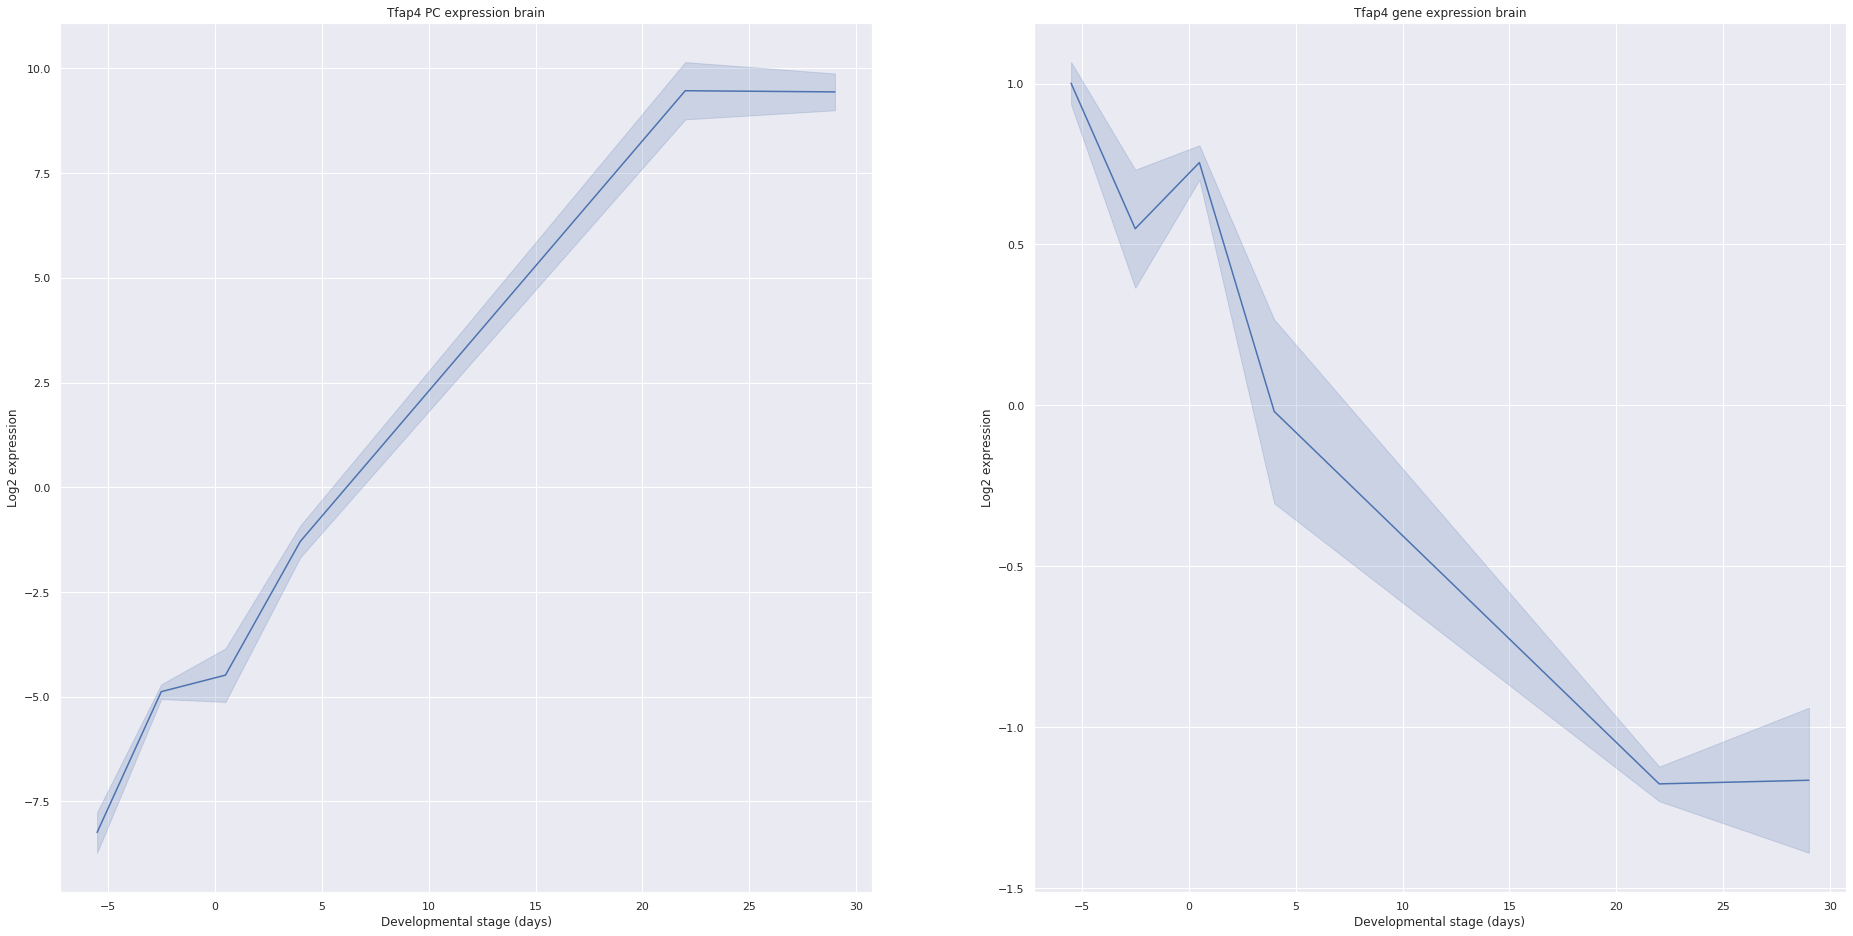 Tfap4 PC expression brain
Log2 expression
10.0
7.5
5.0
2.5
0.0
−2.5
−5.0
−7.5
−5 0 5 10 15 20 25 30
Developmental stage (days)
Tfap4 gene expression brain
Log2 expression
1.0
0.5
0.0
−0.5
−1.0
−1.5
−5 0 5 10 15 20 25 30
Developmental stage (days)